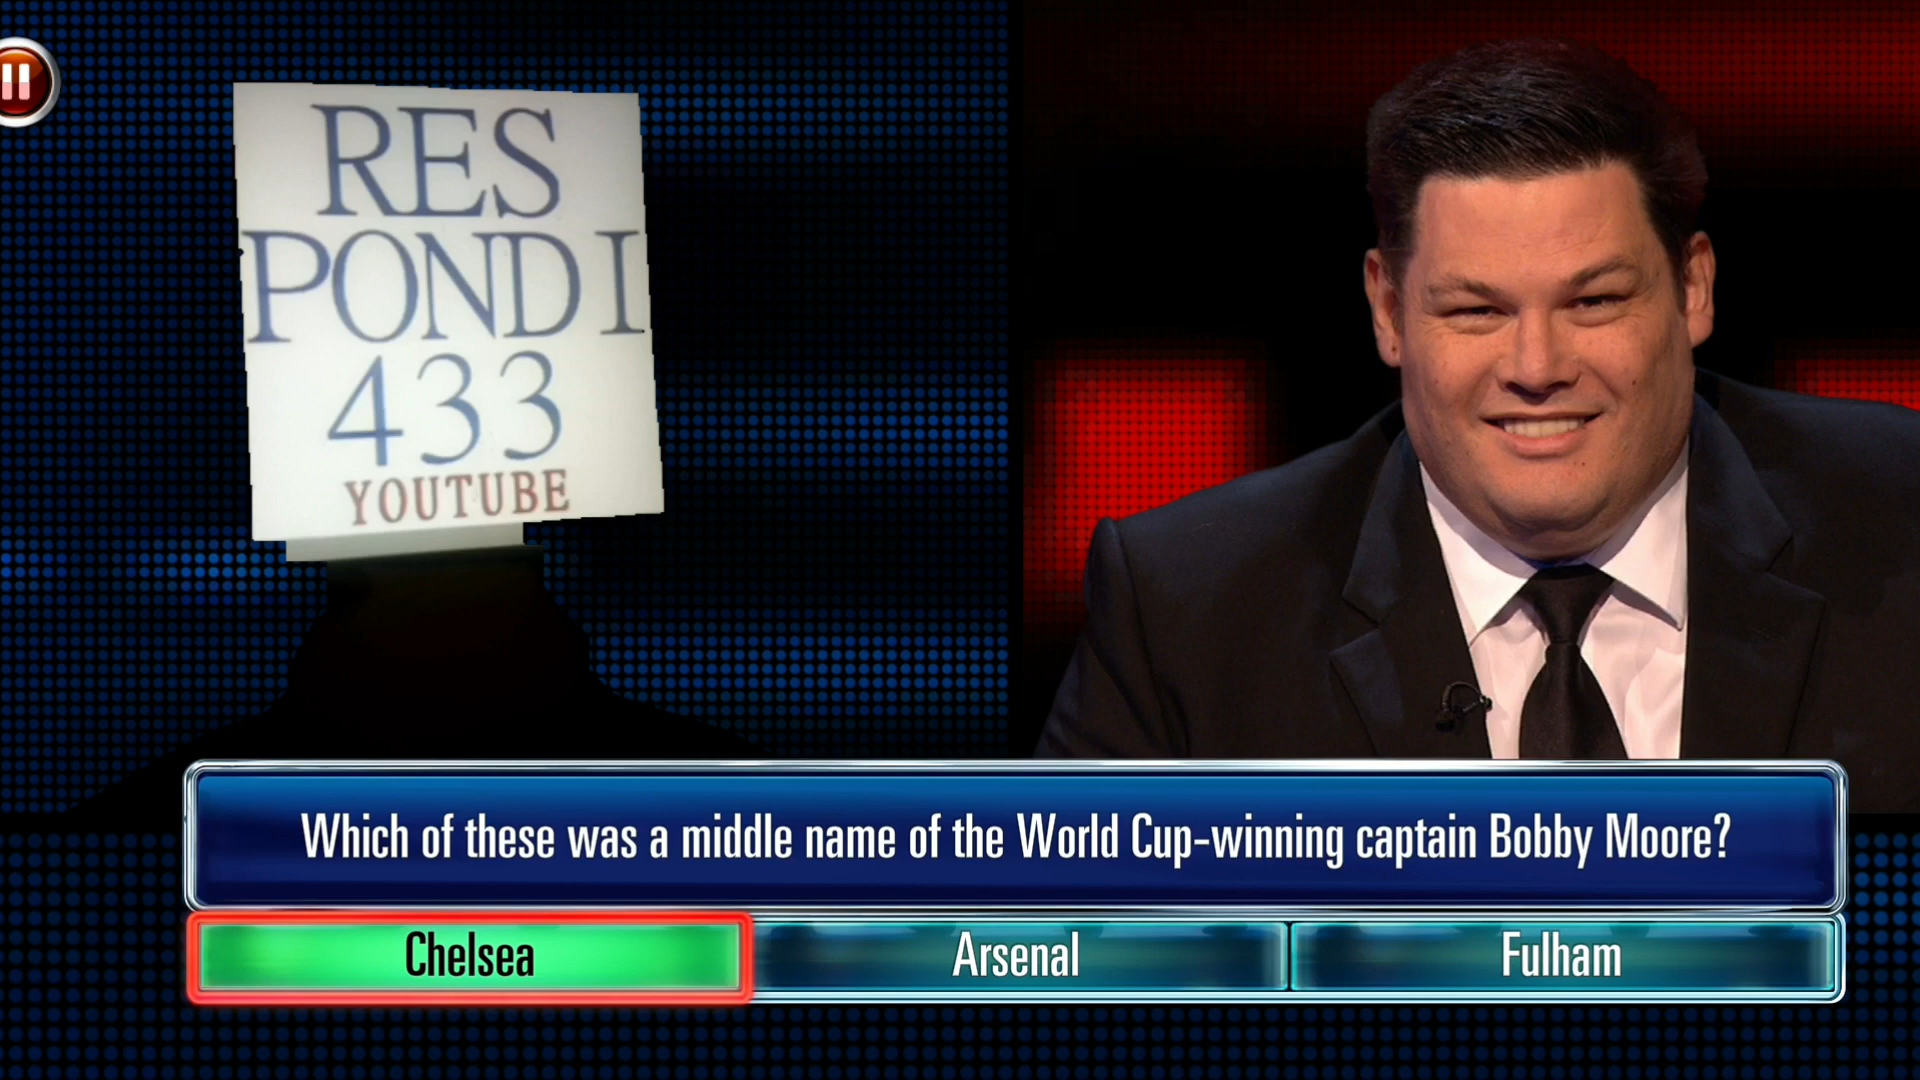 RES
POND I
433
YOUTUBE
Which of these was a middle name of the World Cup-winning captain Bobby Moore?
Chelsea
Arsenal
Fulham